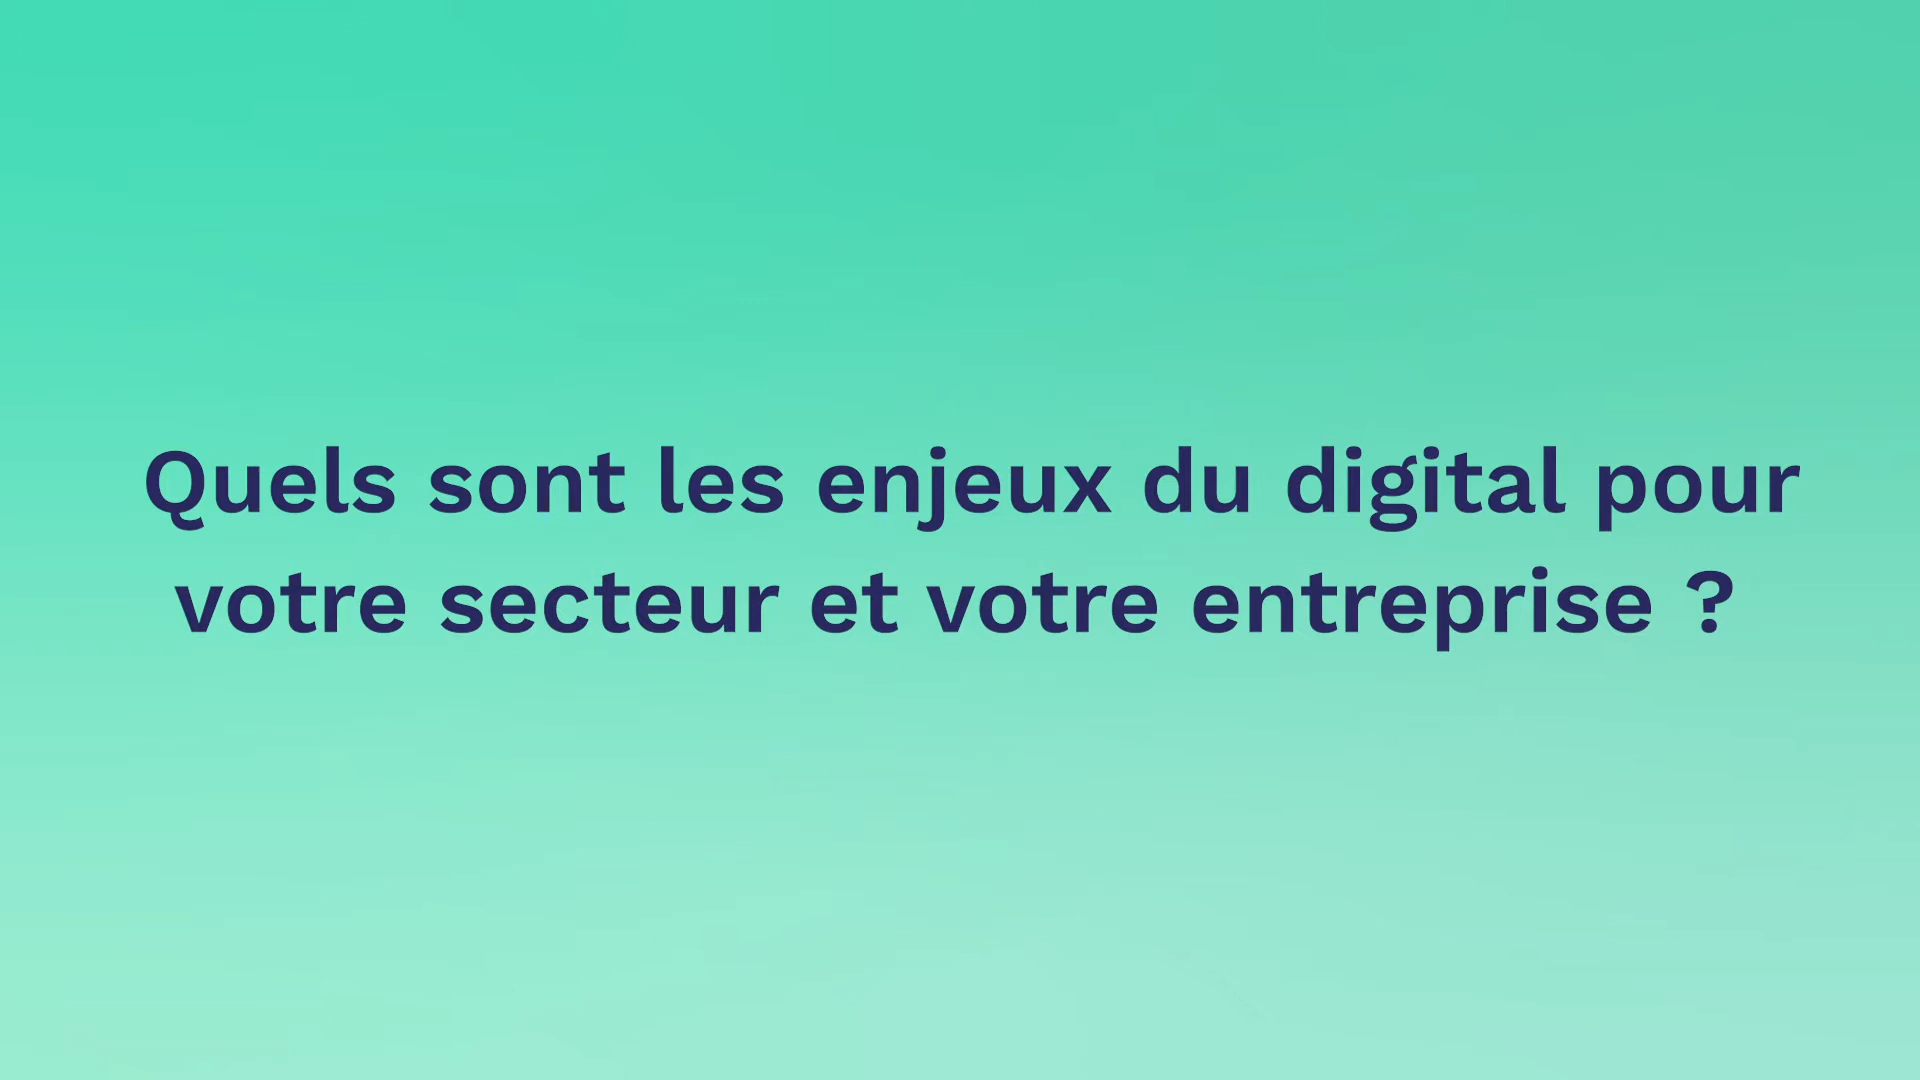 Quels sont les enjeux du digital pour
votre secteur et votre entreprise ?